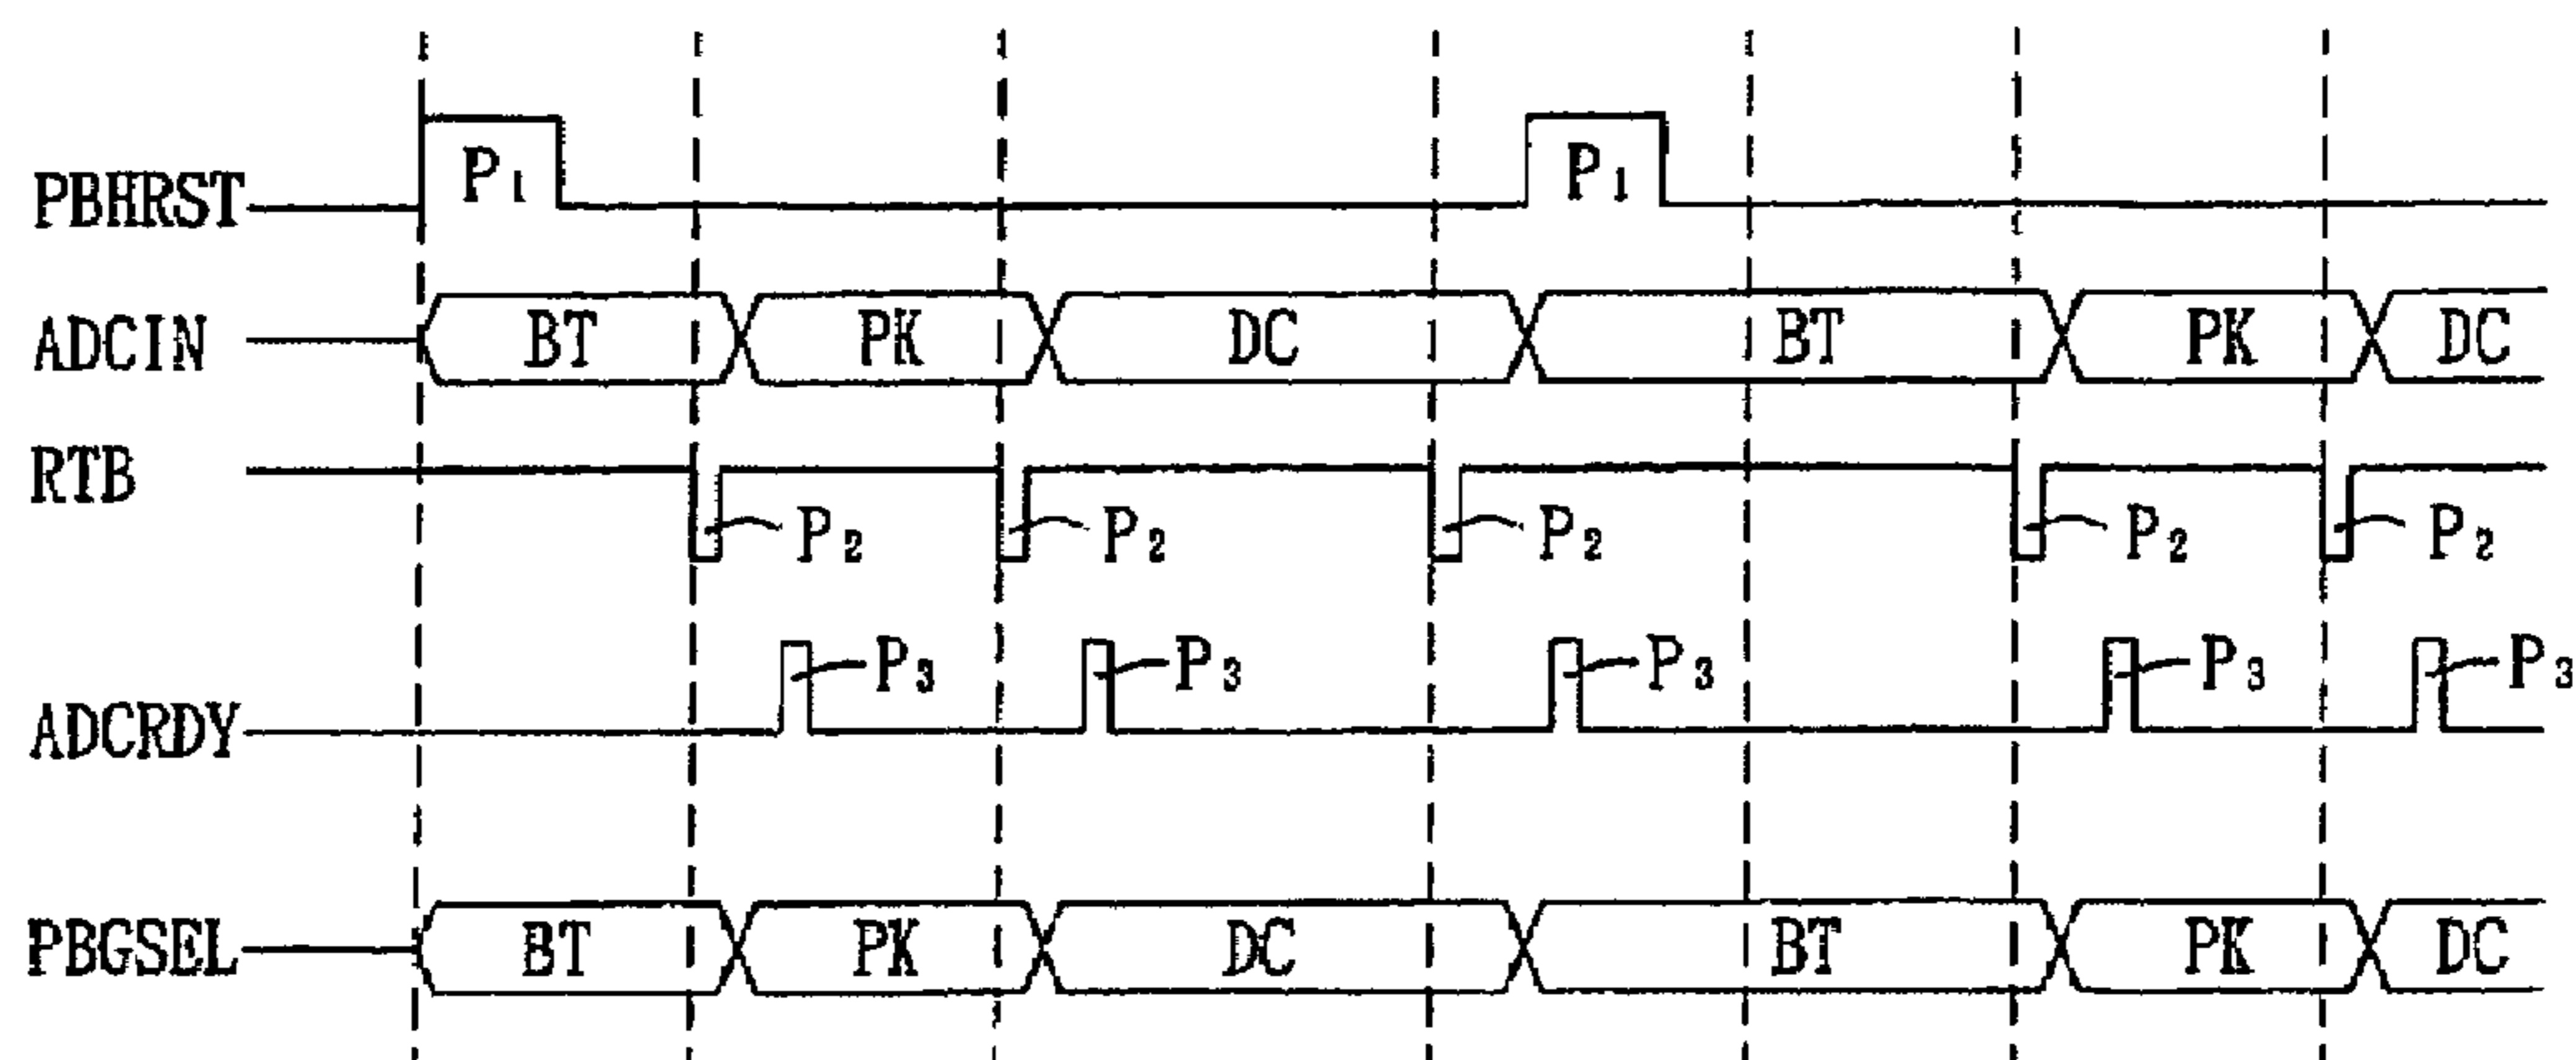 PBHRST P₁ P₁
ADCIN BT PK DC BT PK DC
RTB P₂ P₂ P₂ P₂ P₂
ADCRDY P₃ P₃ P₃ P₃ P₃
PBGSEL BT PK DC BT PK DC